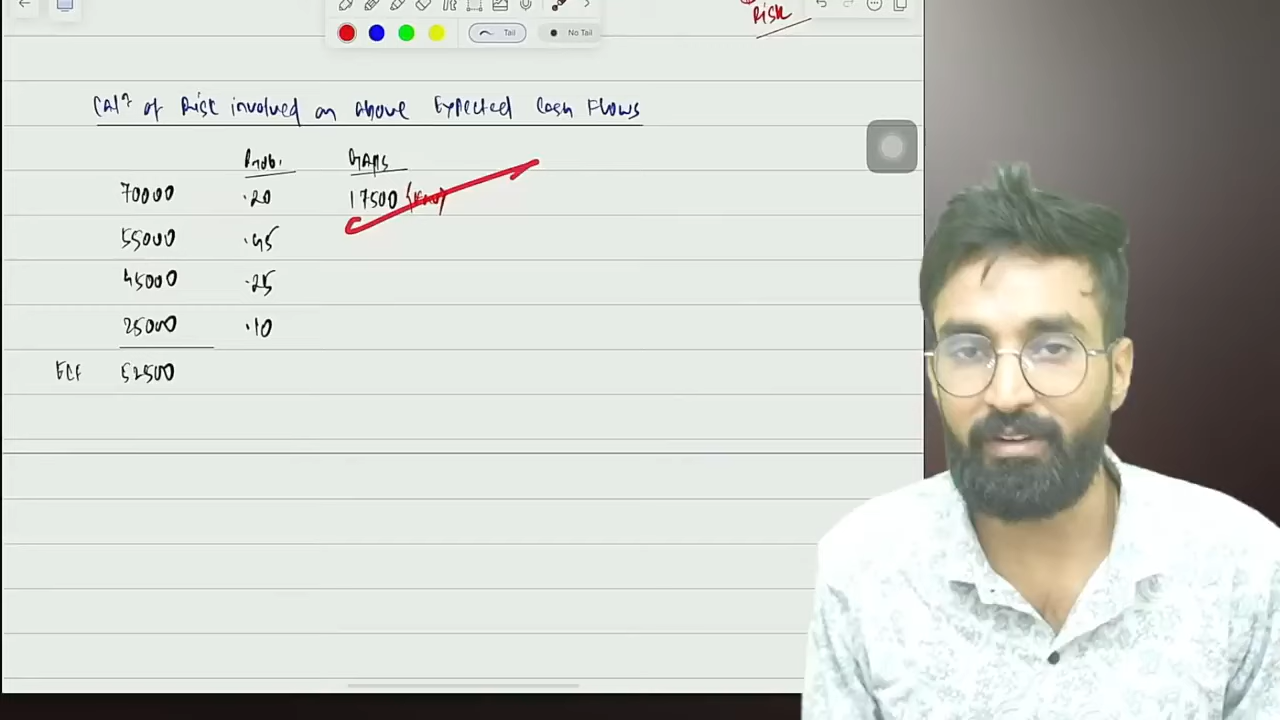 Risk
Tail
No Tail
Calⁿ of Risk involved on above Expected Cash Flows
Prob. Gaps
70000 .20 17500
55000 .45
45000 .25
25000 .10
ECF 52500